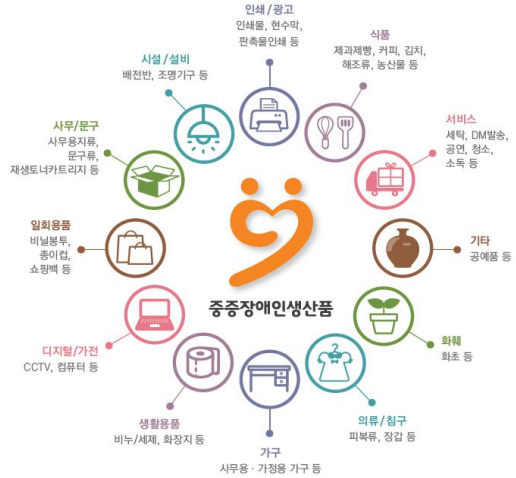 인쇄/광고
인쇄물, 현수막,
판촉물인쇄 등
식품
제과제빵, 커피, 김치,
해조류, 농산물 등
서비스
세탁, DM발송,
공연, 청소,
소독 등
기타
공예품 등
화훼
화초 등
의류/침구
피복류, 장갑 등
가구
사무용·가정용 가구 등
생활용품
비누/세제, 화장지 등
디지털/가전
CCTV, 컴퓨터 등
일회용품
비닐봉투,
종이컵,
쇼핑백 등
사무/문구
사무용지류,
문구류,
재생토너카트리지 등
시설/설비
배전반, 조명기구 등
중증장애인생산품